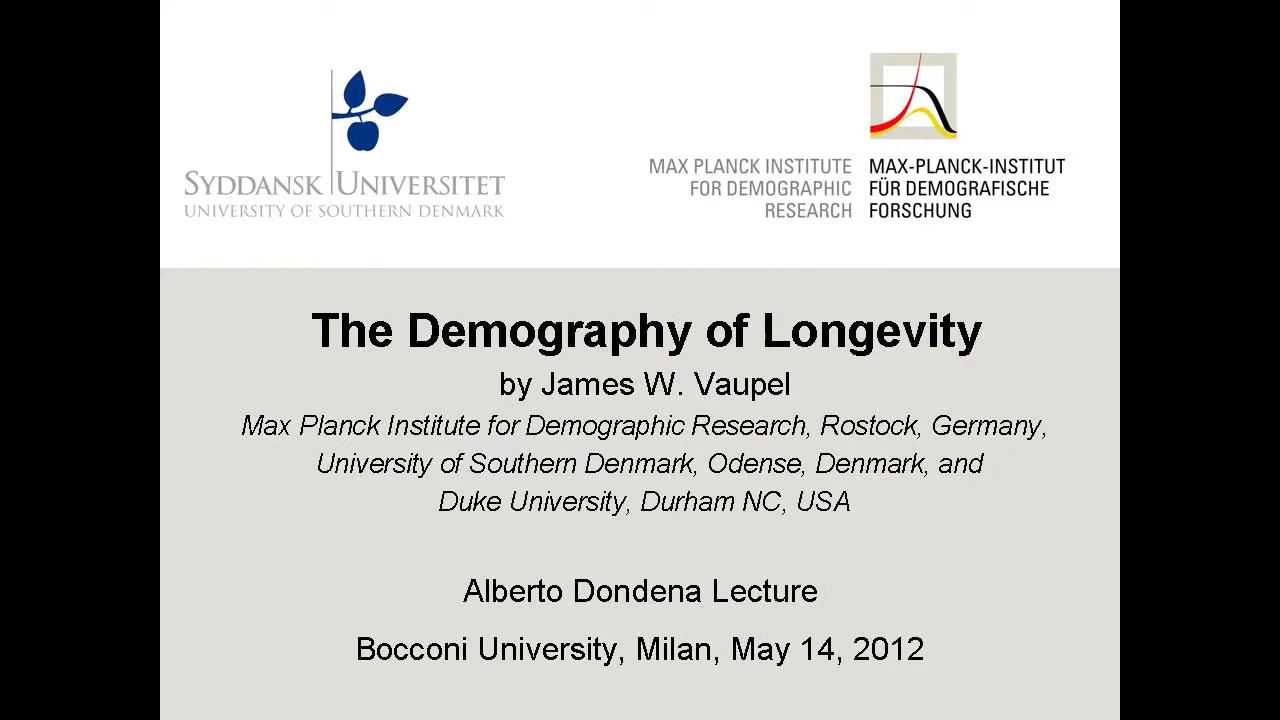 SYDDANSK UNIVERSITET
UNIVERSITY OF SOUTHERN DENMARK
MAX PLANCK INSTITUTE
FOR DEMOGRAPHIC
RESEARCH
MAX-PLANCK-INSTITUT
FÜR DEMOGRAFISCHE
FORSCHUNG
The Demography of Longevity
by James W. Vaupel
Max Planck Institute for Demographic Research, Rostock, Germany,
University of Southern Denmark, Odense, Denmark, and
Duke University, Durham NC, USA
Alberto Dondena Lecture
Bocconi University, Milan, May 14, 2012